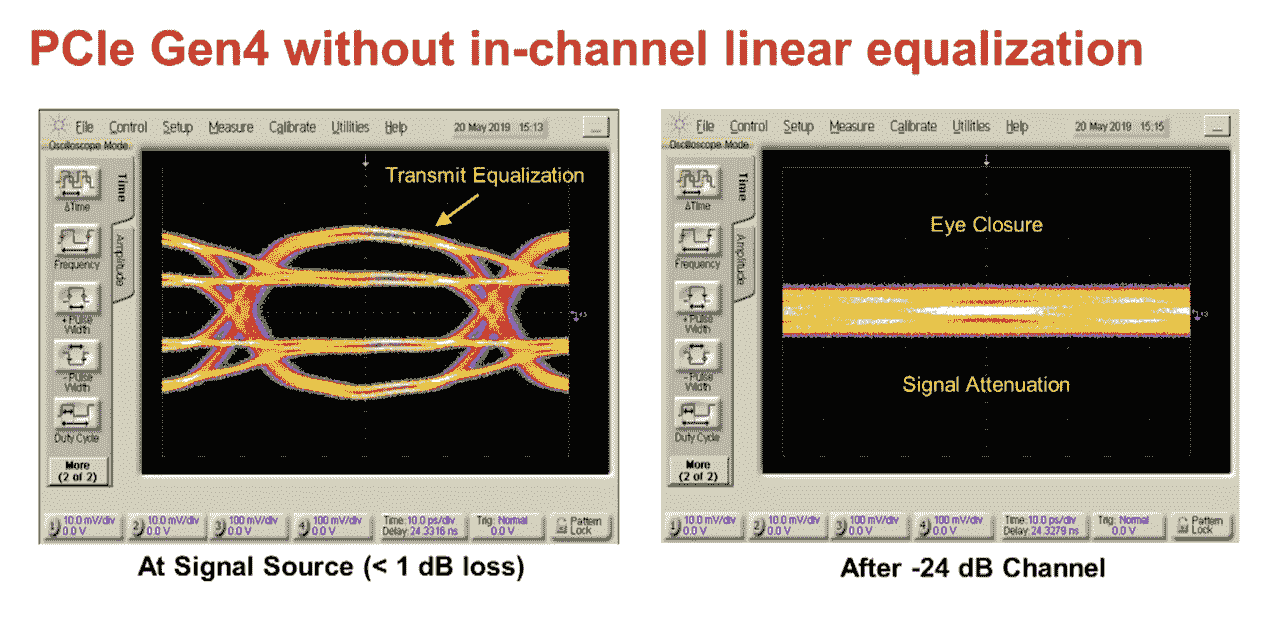 PCIe Gen4 without in-channel linear equalization
File Control Setup Measure Calibrate Utilities Help 20 May 2019 15:13
Oscilloscope Mode
Time
Amplitude
ΔTime
Frequency
+ Pulse
Width
- Pulse
Width
Duty Cycle
More
(2 of 2)
Transmit Equalization
1 10.0 mV/div
0.0 V
2 10.0 mV/div
0.0 V
3 100 mV/div
0.0 V
4 100 mV/div
0.0 V
Time: 10.0 ps/div
Delay: 24.3316 ns
Trig: Normal
0.0 V
Pattern
Lock
At Signal Source (< 1 dB loss)
File Control Setup Measure Calibrate Utilities Help 20 May 2019 15:15
Oscilloscope Mode
Time
Amplitude
ΔTime
Frequency
+ Pulse
Width
- Pulse
Width
Duty Cycle
More
(2 of 2)
Eye Closure
Signal Attenuation
1 10.0 mV/div
0.0 V
2 10.0 mV/div
0.0 V
3 100 mV/div
0.0 V
4 100 mV/div
0.0 V
Time: 10.0 ps/div
Delay: 24.3279 ns
Trig: Normal
0.0 V
Pattern
Lock
After -24 dB Channel